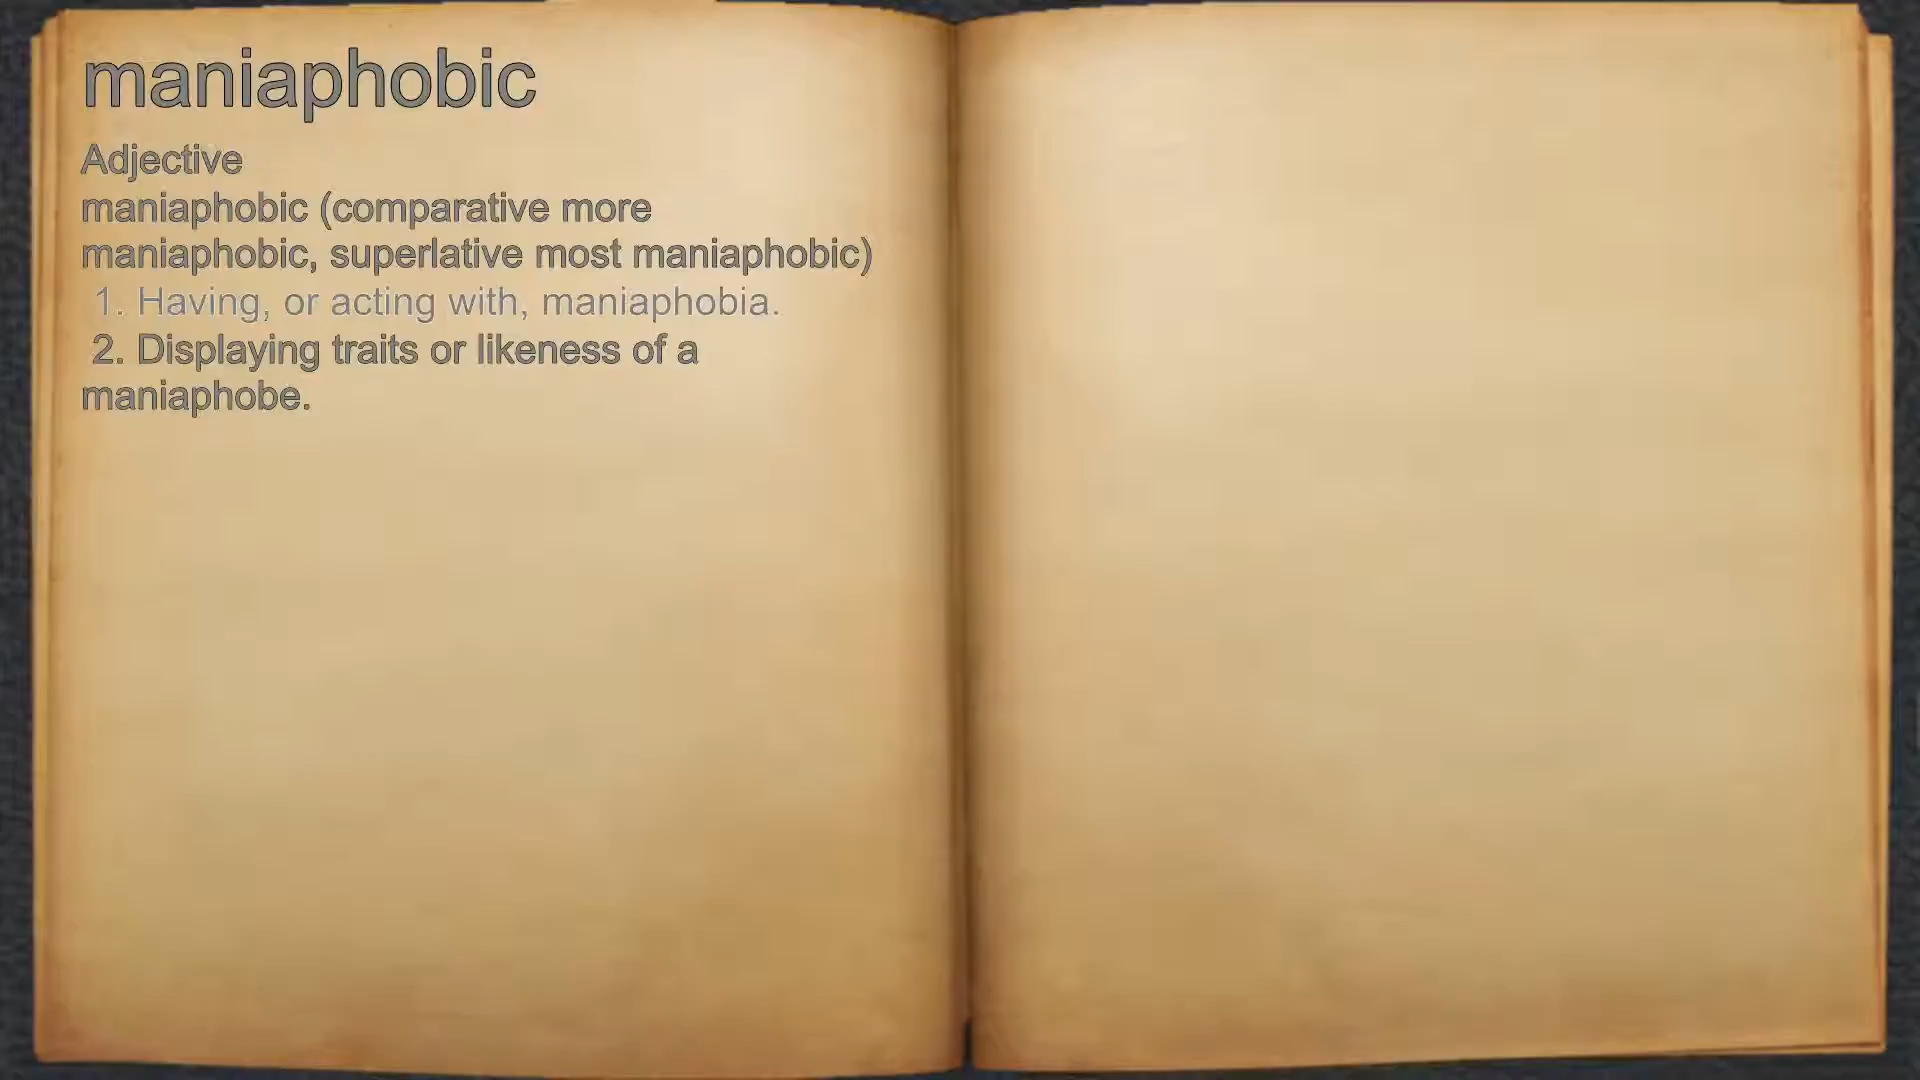 maniaphobic
Adjective
maniaphobic (comparative more
maniaphobic, superlative most maniaphobic)
1. Having, or acting with, maniaphobia.
2. Displaying traits or likeness of a
maniaphobe.